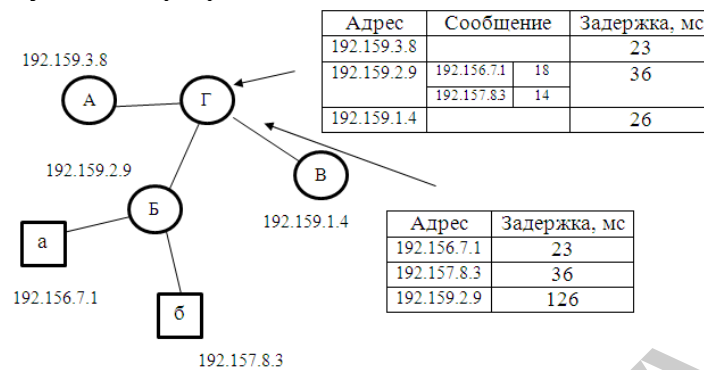 Адрес Сообщение Задержка, мс
192.159.3.8 23
192.159.2.9 192.156.7.1 18 36
192.157.8.3 14
192.159.1.4 26
192.159.3.8
А
Г
192.159.2.9
В
Б
192.159.1.4
а
192.156.7.1
б
192.157.8.3
Адрес Задержка, мс
192.156.7.1 23
192.157.8.3 36
192.159.2.9 126